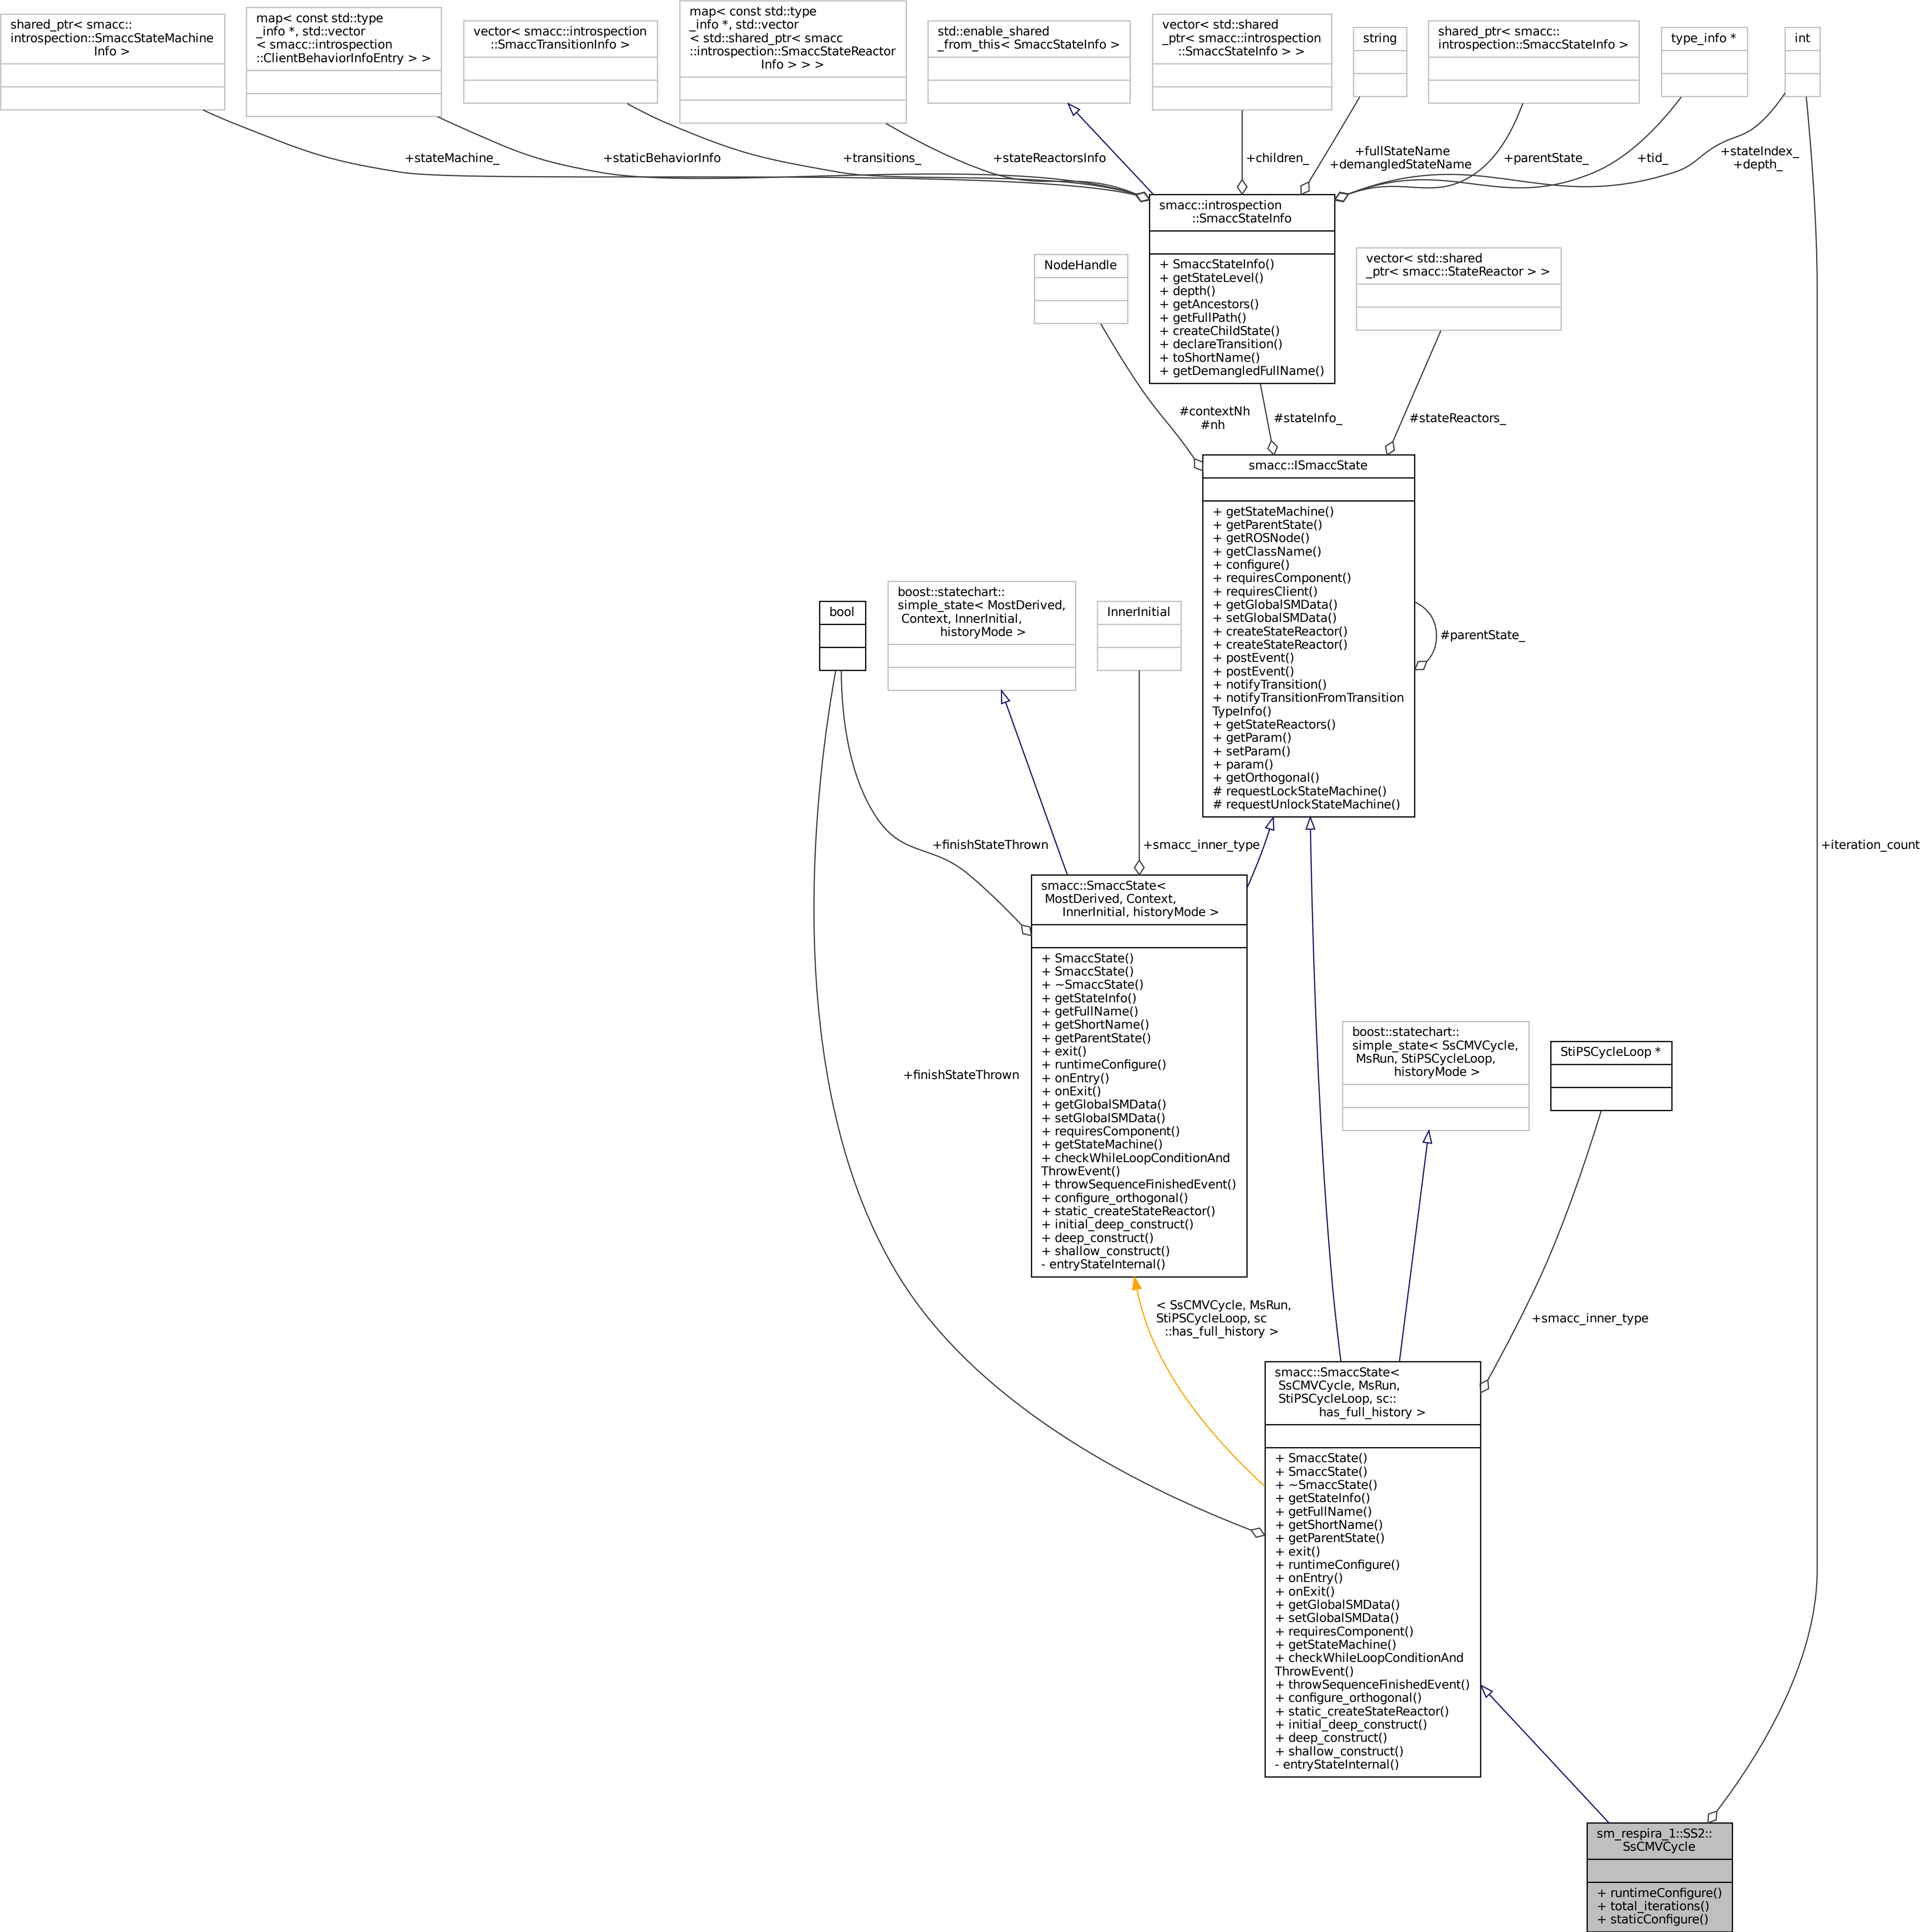 shared_ptr< smacc::
introspection::SmaccStateMachine
Info >
map< const std::type
_info *, std::vector
< smacc::introspection
::ClientBehaviorInfoEntry > >
vector< smacc::introspection
::SmaccTransitionInfo >
map< const std::type
_info *, std::vector
< std::shared_ptr< smacc
::introspection::SmaccStateReactor
Info > > >
std::enable_shared
_from_this< SmaccStateInfo >
vector< std::shared
_ptr< smacc::introspection
::SmaccStateInfo > >
string
shared_ptr< smacc::
introspection::SmaccStateInfo >
type_info *
int
+stateMachine_
+staticBehaviorInfo
+transitions_
+stateReactorsInfo
+children_
+fullStateName
+demangledStateName
+parentState_
+tid_
+stateIndex_
+depth_
smacc::introspection
::SmaccStateInfo
+ SmaccStateInfo()
+ getStateLevel()
+ depth()
+ getAncestors()
+ getFullPath()
+ createChildState()
+ declareTransition()
+ toShortName()
+ getDemangledFullName()
NodeHandle
vector< std::shared
_ptr< smacc::StateReactor > >
#contextNh
#nh
#stateInfo_
#stateReactors_
smacc::ISmaccState
+ getStateMachine()
+ getParentState()
+ getROSNode()
+ getClassName()
+ configure()
+ requiresComponent()
+ requiresClient()
+ getGlobalSMData()
+ setGlobalSMData()
+ createStateReactor()
+ createStateReactor()
+ postEvent()
+ postEvent()
+ notifyTransition()
+ notifyTransitionFromTransition
TypeInfo()
+ getStateReactors()
+ getParam()
+ setParam()
+ param()
+ getOrthogonal()
# requestLockStateMachine()
# requestUnlockStateMachine()
#parentState_
bool
boost::statechart::
simple_state< MostDerived,
Context, InnerInitial,
historyMode >
InnerInitial
+finishStateThrown
+smacc_inner_type
+iteration_count
smacc::SmaccState<
MostDerived, Context,
InnerInitial, historyMode >
+ SmaccState()
+ SmaccState()
+ ~SmaccState()
+ getStateInfo()
+ getFullName()
+ getShortName()
+ getParentState()
+ exit()
+ runtimeConfigure()
+ onEntry()
+ onExit()
+ getGlobalSMData()
+ setGlobalSMData()
+ requiresComponent()
+ getStateMachine()
+ checkWhileLoopConditionAnd
ThrowEvent()
+ throwSequenceFinishedEvent()
+ configure_orthogonal()
+ static_createStateReactor()
+ initial_deep_construct()
+ deep_construct()
+ shallow_construct()
- entryStateInternal()
+finishStateThrown
boost::statechart::
simple_state< SsCMVCycle,
MsRun, StiPSCycleLoop,
historyMode >
StiPSCycleLoop *
< SsCMVCycle, MsRun,
StiPSCycleLoop, sc
::has_full_history >
+smacc_inner_type
smacc::SmaccState<
SsCMVCycle, MsRun,
StiPSCycleLoop, sc::
has_full_history >
+ SmaccState()
+ SmaccState()
+ ~SmaccState()
+ getStateInfo()
+ getFullName()
+ getShortName()
+ getParentState()
+ exit()
+ runtimeConfigure()
+ onEntry()
+ onExit()
+ getGlobalSMData()
+ setGlobalSMData()
+ requiresComponent()
+ getStateMachine()
+ checkWhileLoopConditionAnd
ThrowEvent()
+ throwSequenceFinishedEvent()
+ configure_orthogonal()
+ static_createStateReactor()
+ initial_deep_construct()
+ deep_construct()
+ shallow_construct()
- entryStateInternal()
sm_respira_1::SS2::
SsCMVCycle
+ runtimeConfigure()
+ total_iterations()
+ staticConfigure()